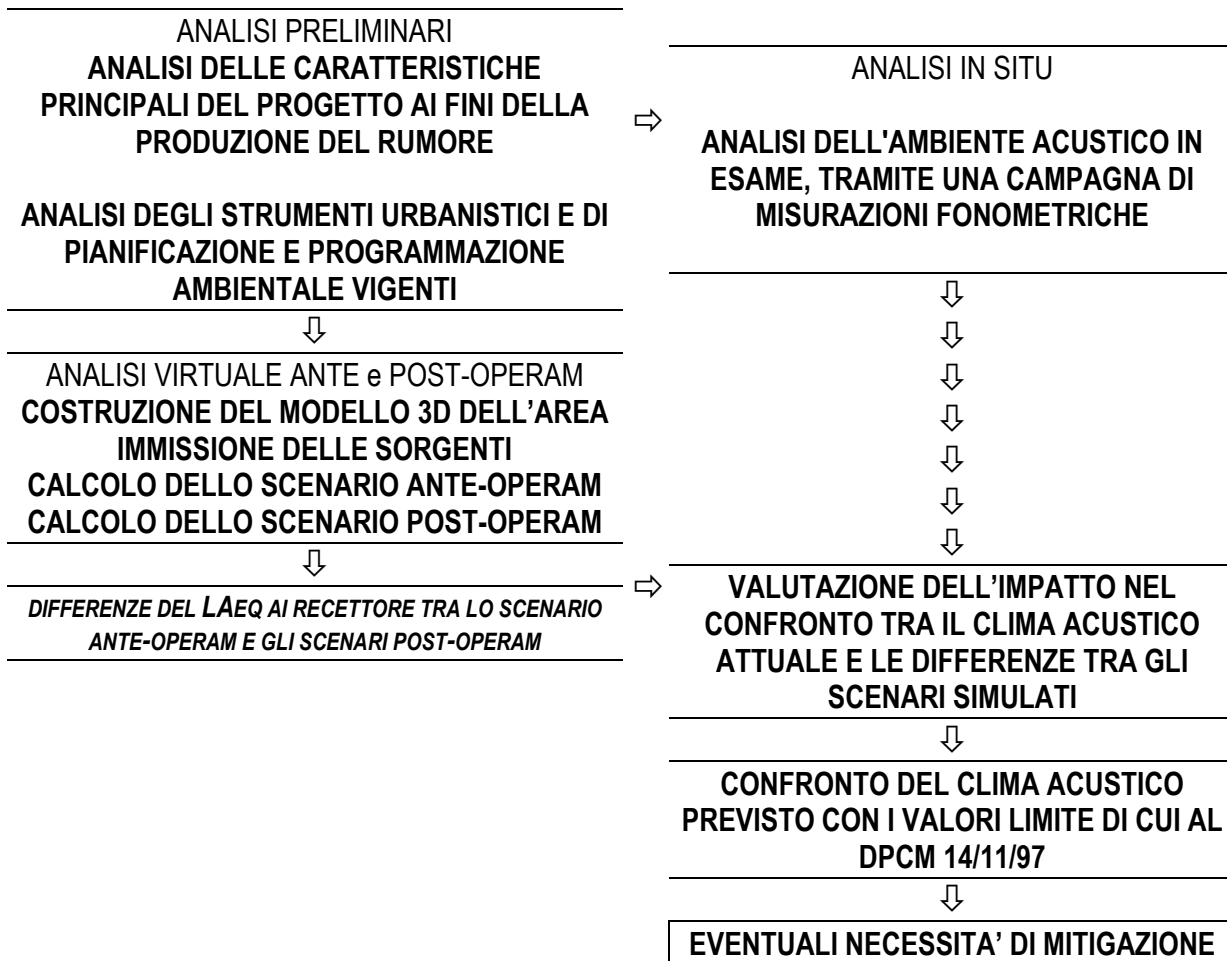 ANALISI PRELIMINARI
ANALISI DELLE CARATTERISTICHE
PRINCIPALI DEL PROGETTO AI FINI DELLA
PRODUZIONE DEL RUMORE
ANALISI DEGLI STRUMENTI URBANISTICI E DI
PIANIFICAZIONE E PROGRAMMAZIONE
AMBIENTALE VIGENTI
⇨
ANALISI IN SITU
ANALISI DELL'AMBIENTE ACUSTICO IN
ESAME, TRAMITE UNA CAMPAGNA DI
MISURAZIONI FONOMETRICHE
⇩
ANALISI VIRTUALE ANTE e POST-OPERAM
COSTRUZIONE DEL MODELLO 3D DELL’AREA
IMMISSIONE DELLE SORGENTI
CALCOLO DELLO SCENARIO ANTE-OPERAM
CALCOLO DELLO SCENARIO POST-OPERAM
⇩
⇩
⇩
⇩
⇩
⇩
⇩
⇩
DIFFERENZE DEL LAEQ AI RECETTORE TRA LO SCENARIO
ANTE-OPERAM E GLI SCENARI POST-OPERAM
⇨
VALUTAZIONE DELL’IMPATTO NEL
CONFRONTO TRA IL CLIMA ACUSTICO
ATTUALE E LE DIFFERENZE TRA GLI
SCENARI SIMULATI
⇩
CONFRONTO DEL CLIMA ACUSTICO
PREVISTO CON I VALORI LIMITE DI CUI AL
DPCM 14/11/97
⇩
EVENTUALI NECESSITA’ DI MITIGAZIONE